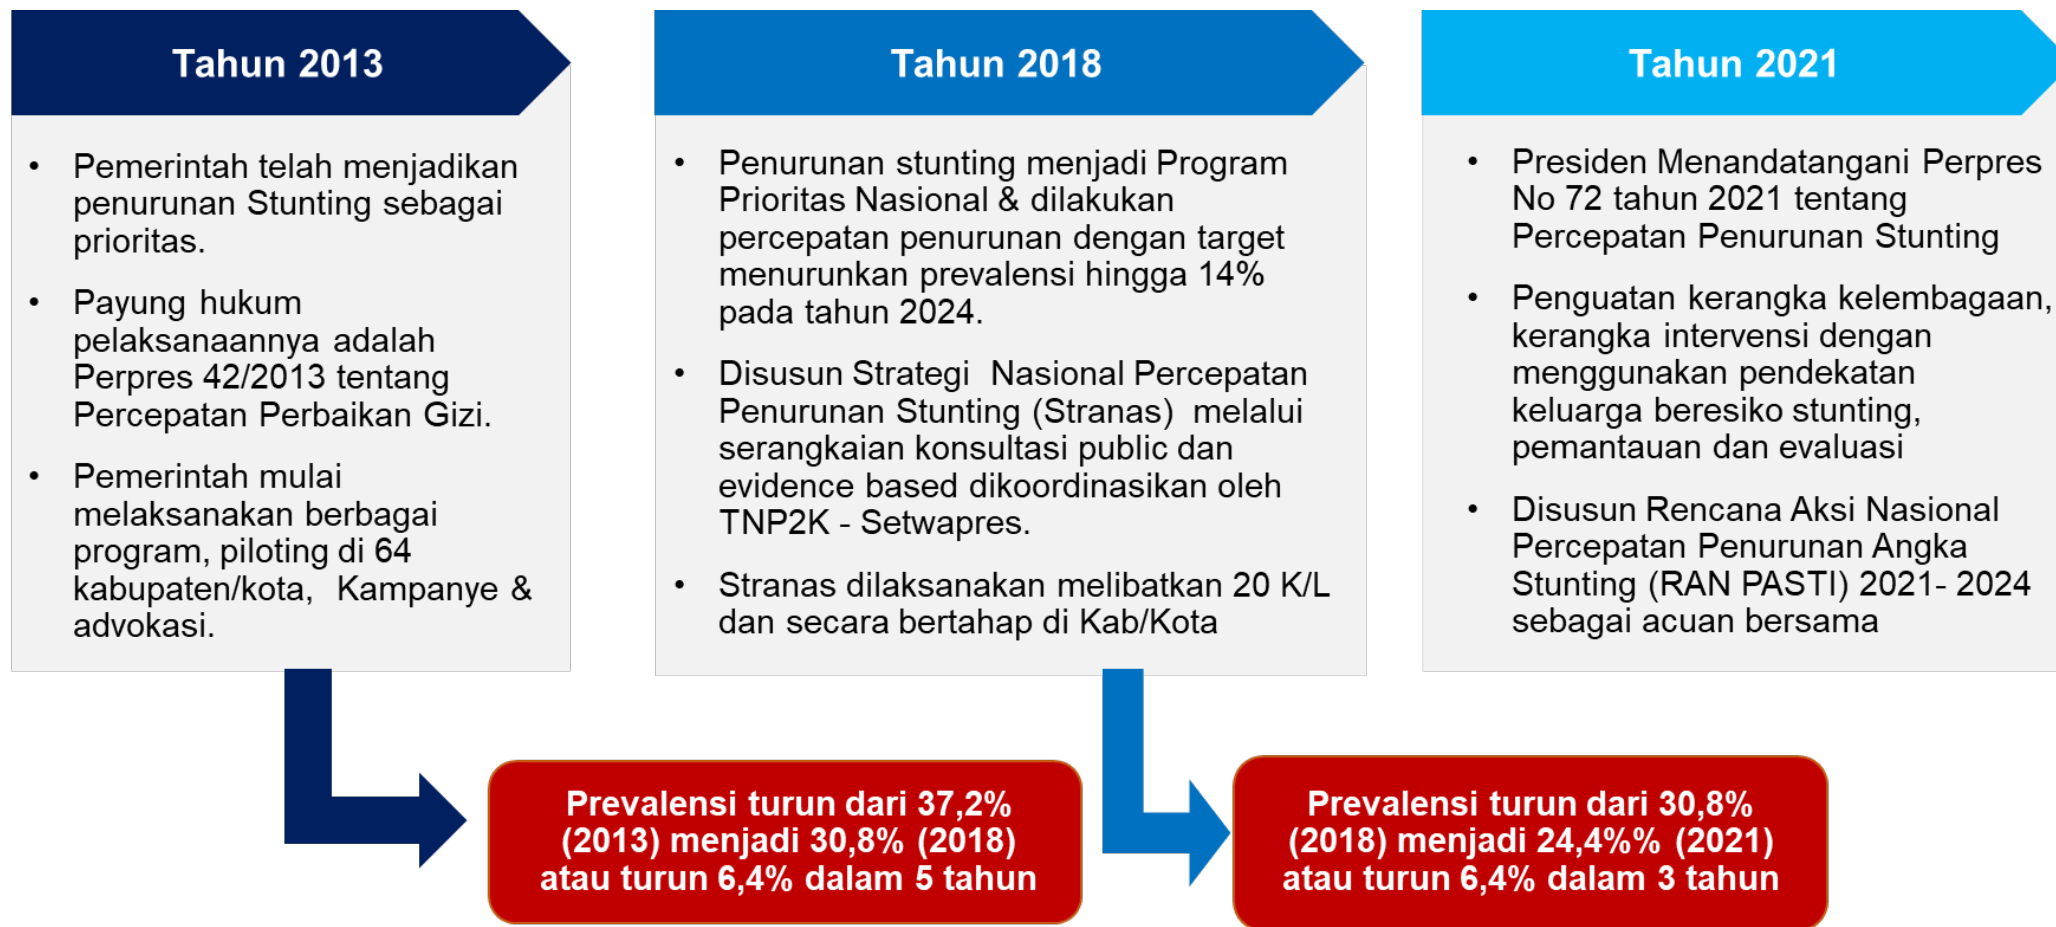 Tahun 2013
• Pemerintah telah menjadikan
penurunan Stunting sebagai
prioritas.
• Payung hukum
pelaksanaannya adalah
Perpres 42/2013 tentang
Percepatan Perbaikan Gizi.
• Pemerintah mulai
melaksanakan berbagai
program, piloting di 64
kabupaten/kota, Kampanye &
advokasi.
Tahun 2018
• Penurunan stunting menjadi Program
Prioritas Nasional & dilakukan
percepatan penurunan dengan target
menurunkan prevalensi hingga 14%
pada tahun 2024.
• Disusun Strategi Nasional Percepatan
Penurunan Stunting (Stranas) melalui
serangkaian konsultasi public dan
evidence based dikoordinasikan oleh
TNP2K - Setwapres.
• Stranas dilaksanakan melibatkan 20 K/L
dan secara bertahap di Kab/Kota
Tahun 2021
• Presiden Menandatangani Perpres
No 72 tahun 2021 tentang
Percepatan Penurunan Stunting
• Penguatan kerangka kelembagaan,
kerangka intervensi dengan
menggunakan pendekatan
keluarga beresiko stunting,
pemantauan dan evaluasi
• Disusun Rencana Aksi Nasional
Percepatan Penurunan Angka
Stunting (RAN PASTI) 2021- 2024
sebagai acuan bersama
Prevalensi turun dari 37,2%
(2013) menjadi 30,8% (2018)
atau turun 6,4% dalam 5 tahun
Prevalensi turun dari 30,8%
(2018) menjadi 24,4%% (2021)
atau turun 6,4% dalam 3 tahun